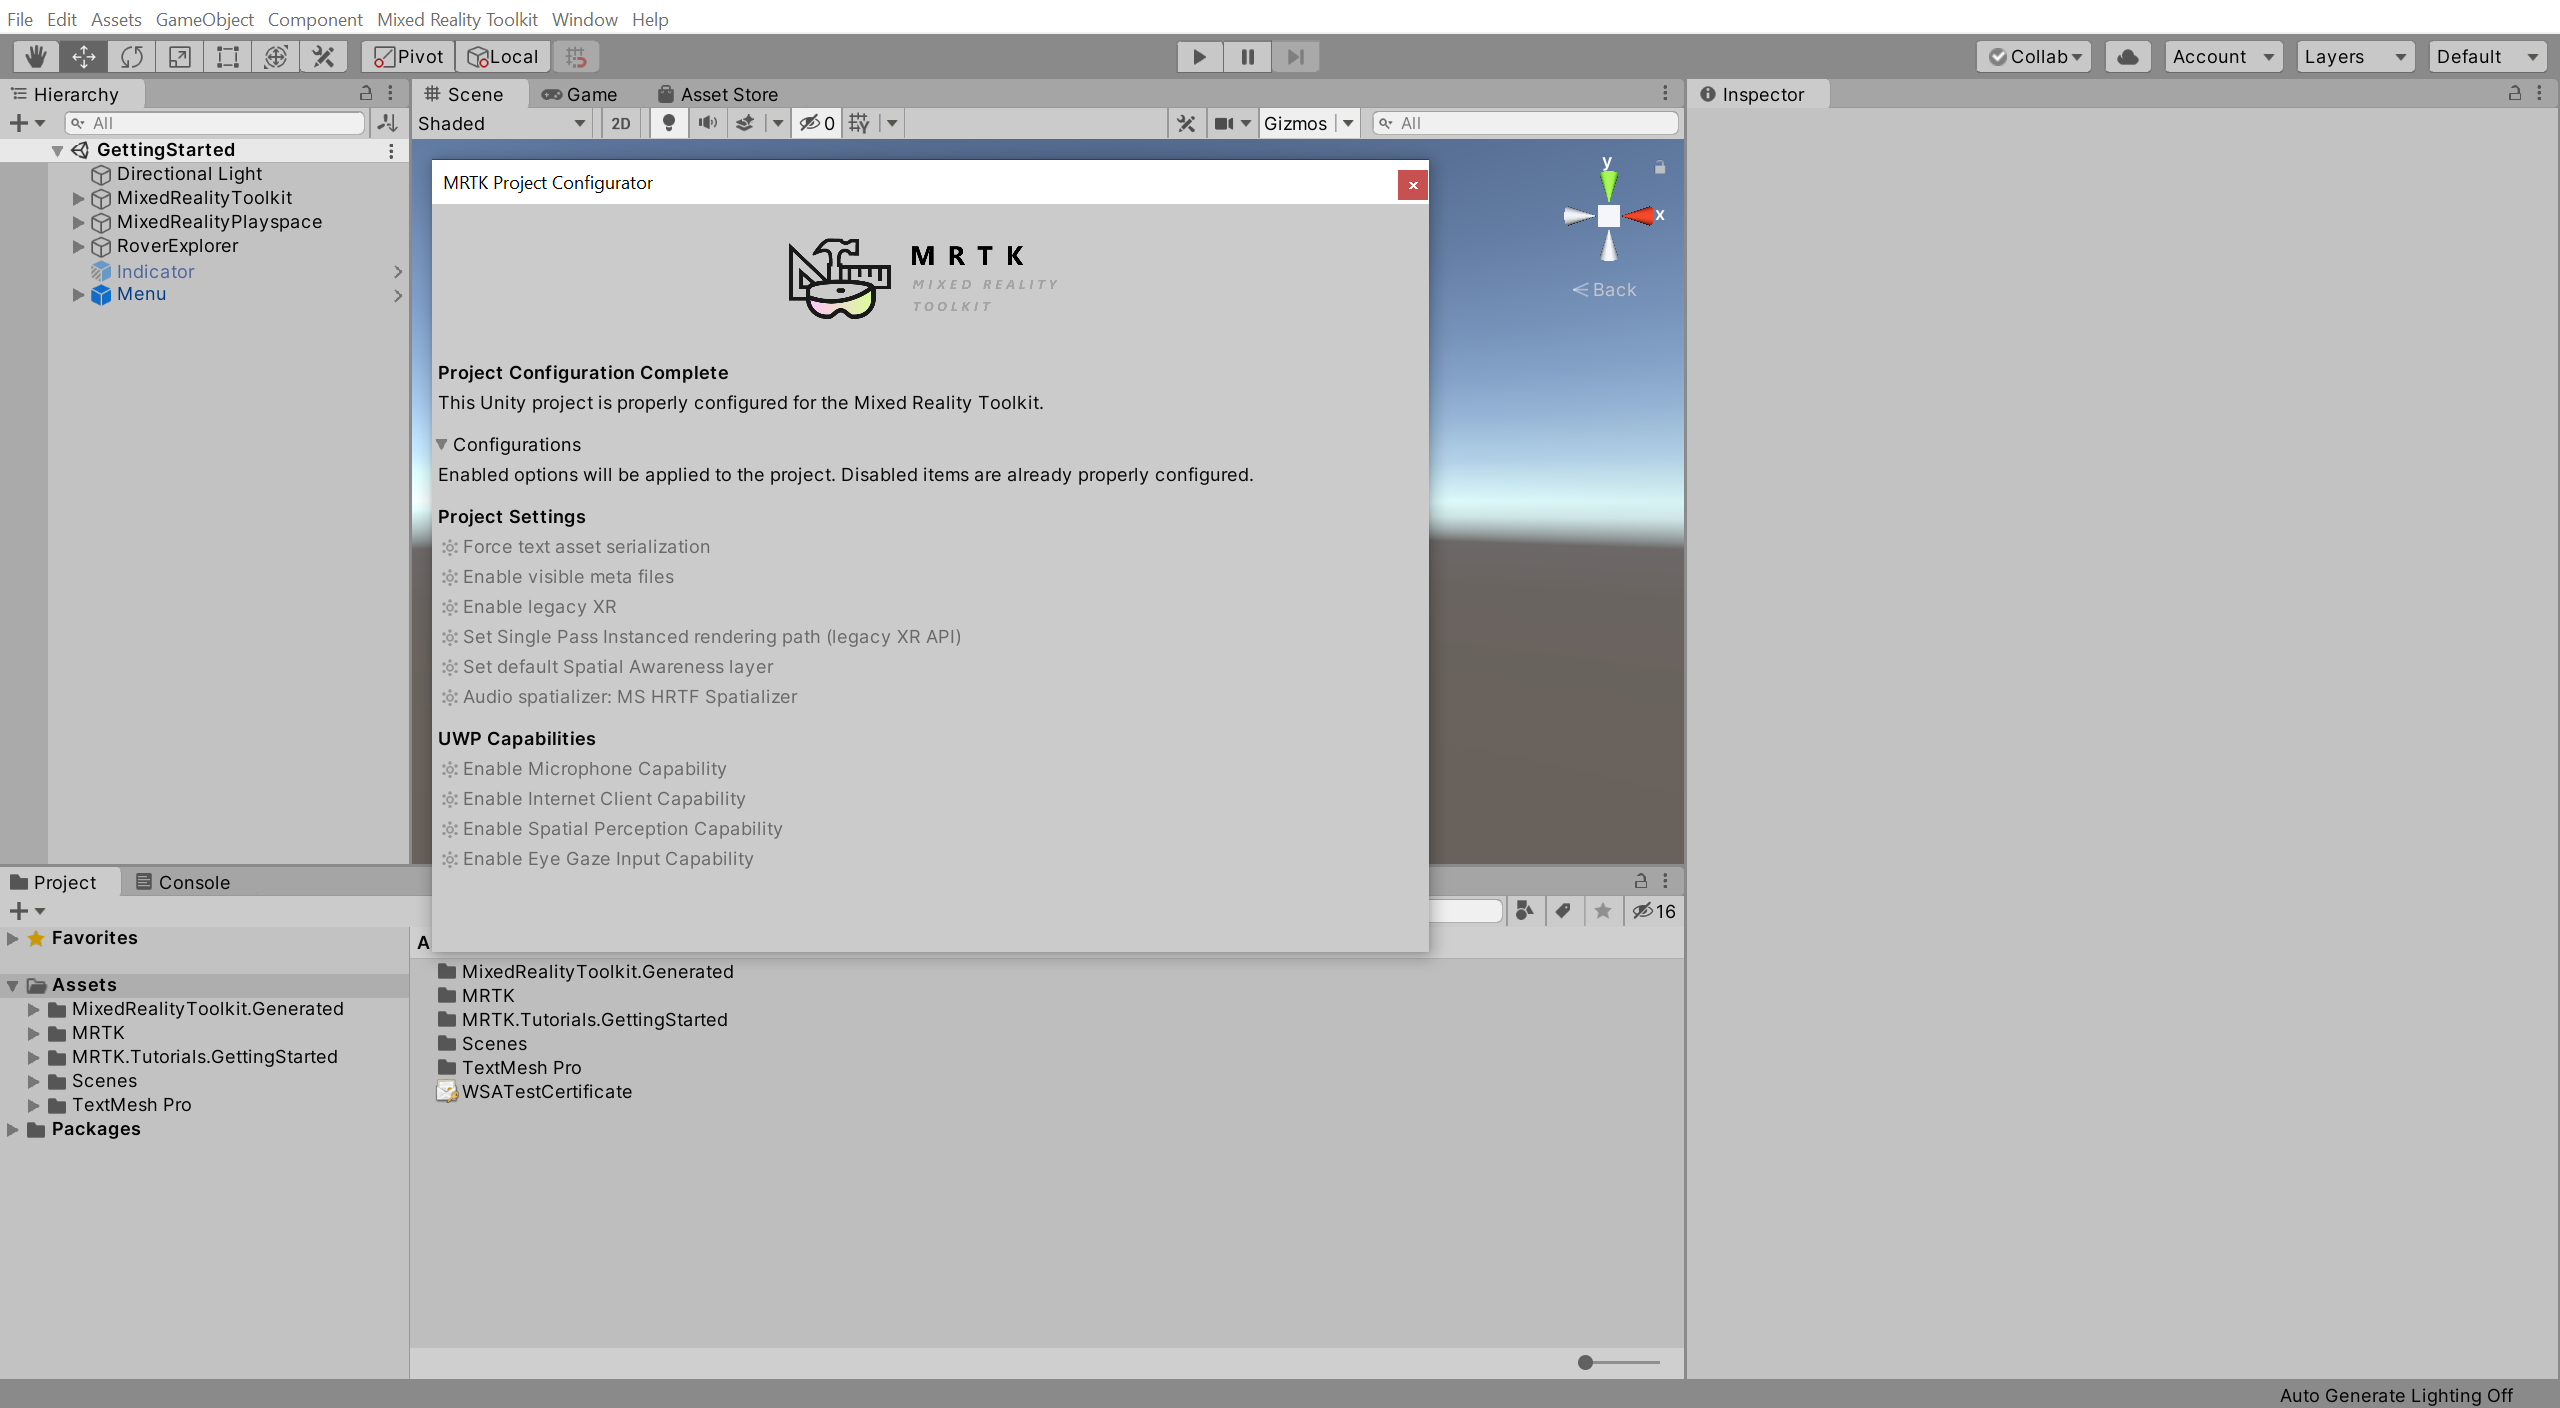 File Edit Assets GameObject Component Mixed Reality Toolkit Window Help
Pivot Local Collab Account Layers Default
Hierarchy
All
GettingStarted
Directional Light
MixedRealityToolkit
MixedRealityPlayspace
RoverExplorer
Indicator
Menu
Scene Game Asset Store
Shaded 2D 0 Gizmos All
y
x
Back
Inspector
MRTK Project Configurator
x
MRTK
MIXED REALITY
TOOLKIT
Project Configuration Complete
This Unity project is properly configured for the Mixed Reality Toolkit.
Configurations
Enabled options will be applied to the project. Disabled items are already properly configured.
Project Settings
Force text asset serialization
Enable visible meta files
Enable legacy XR
Set Single Pass Instanced rendering path (legacy XR API)
Set default Spatial Awareness layer
Audio spatializer: MS HRTF Spatializer
UWP Capabilities
Enable Microphone Capability
Enable Internet Client Capability
Enable Spatial Perception Capability
Enable Eye Gaze Input Capability
Project Console
16
Favorites
Assets
MixedRealityToolkit.Generated
MRTK
MRTK.Tutorials.GettingStarted
Scenes
TextMesh Pro
Packages
A
MixedRealityToolkit.Generated
MRTK
MRTK.Tutorials.GettingStarted
Scenes
TextMesh Pro
WSATestCertificate
Auto Generate Lighting Off